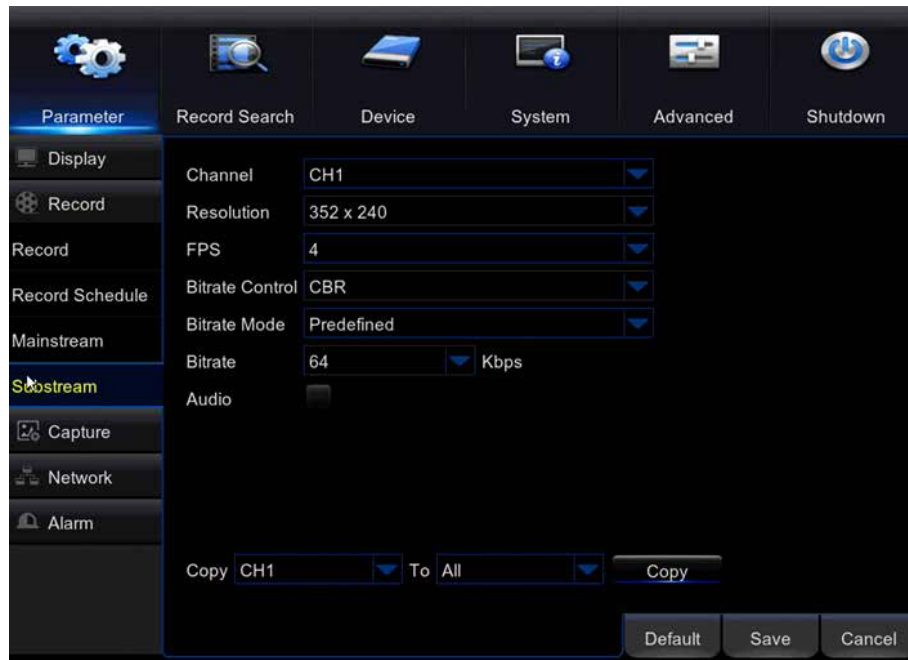 Parameter Record Search Device System Advanced Shutdown
Display
Record
Record
Record Schedule
Mainstream
Substream
Capture
Network
Alarm
Channel CH1
Resolution 352 x 240
FPS 4
Bitrate Control CBR
Bitrate Mode Predefined
Bitrate 64 Kbps
Audio
Copy CH1 To All Copy
Default Save Cancel